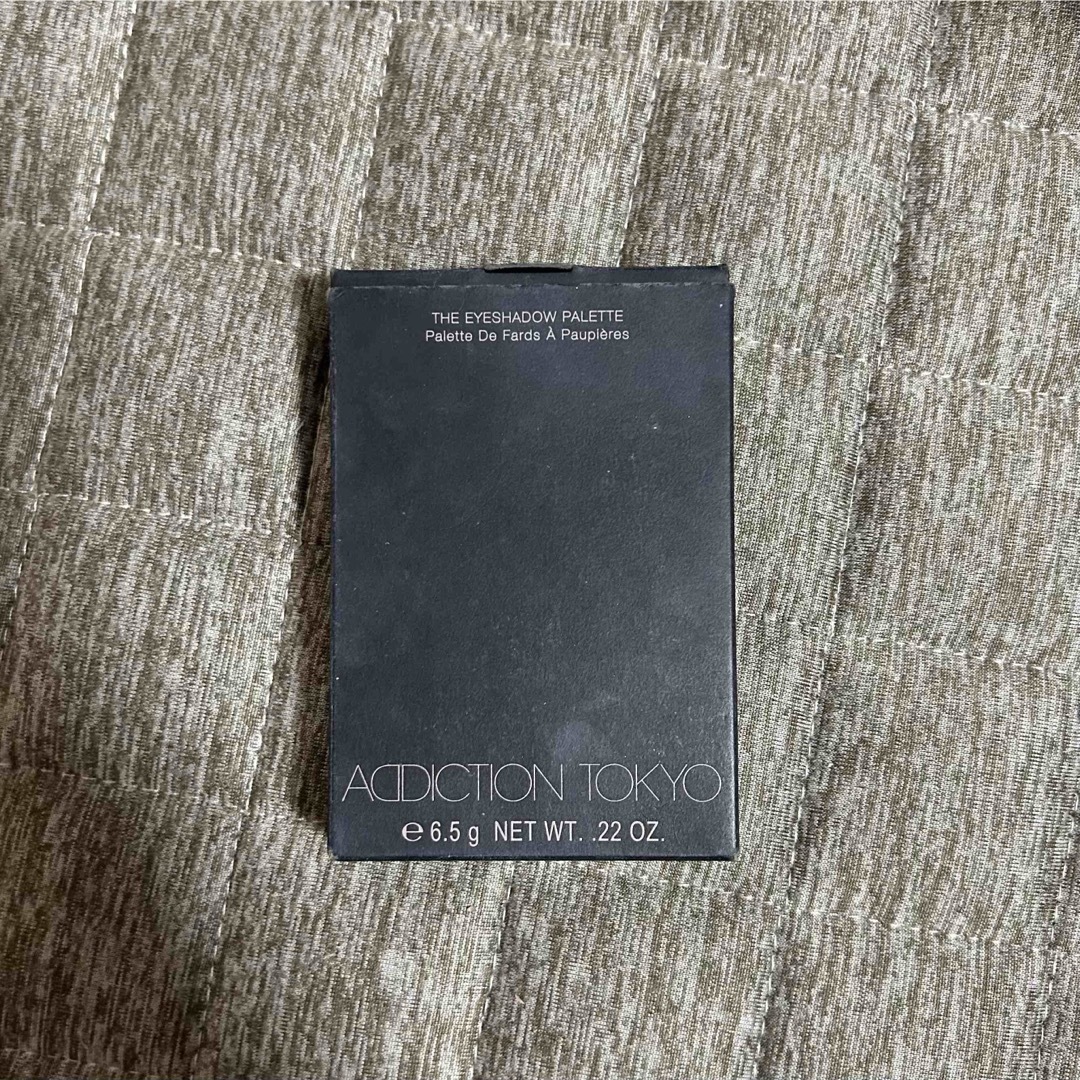 THE EYESHADOW PALETTE
Palette De Fards À Paupières
ADDICTION TOKYO
℮ 6.5 g NET WT. .22 OZ.